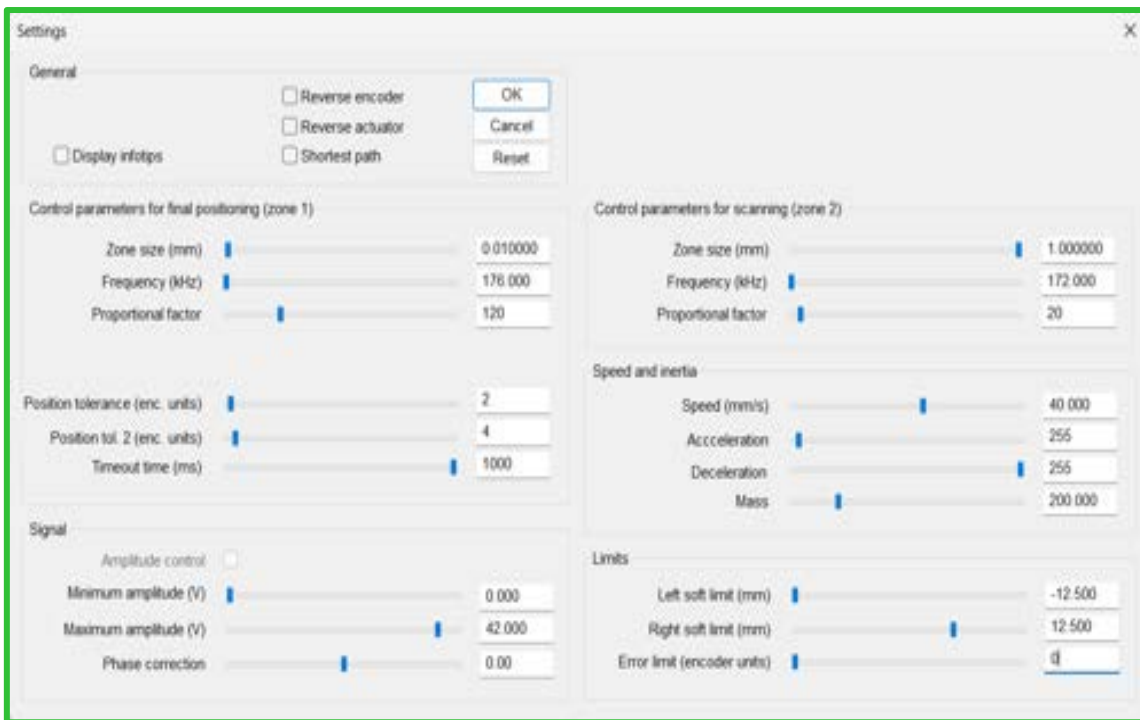 Settings
General
Reverse encoder
OK
Reverse actuator
Cancel
Display infotips
Shortest path
Reset
Control parameters for final positioning (zone 1)
Zone size (mm) 0.010000
Frequency (kHz) 176.000
Proportional factor 120
Position tolerance (enc. units) 2
Position tol. 2 (enc. units) 4
Timeout time (ms) 1000
Signal
Amplitude control
Minimum amplitude (V) 0.000
Maximum amplitude (V) 42.000
Phase correction 0.00
Control parameters for scanning (zone 2)
Zone size (mm) 1.000000
Frequency (kHz) 172.000
Proportional factor 20
Speed and inertia
Speed (mm/s) 40.000
Accceleration 255
Deceleration 255
Mass 200.000
Limits
Left soft limit (mm) -12.500
Right soft limit (mm) 12.500
Error limit (encoder units) 0